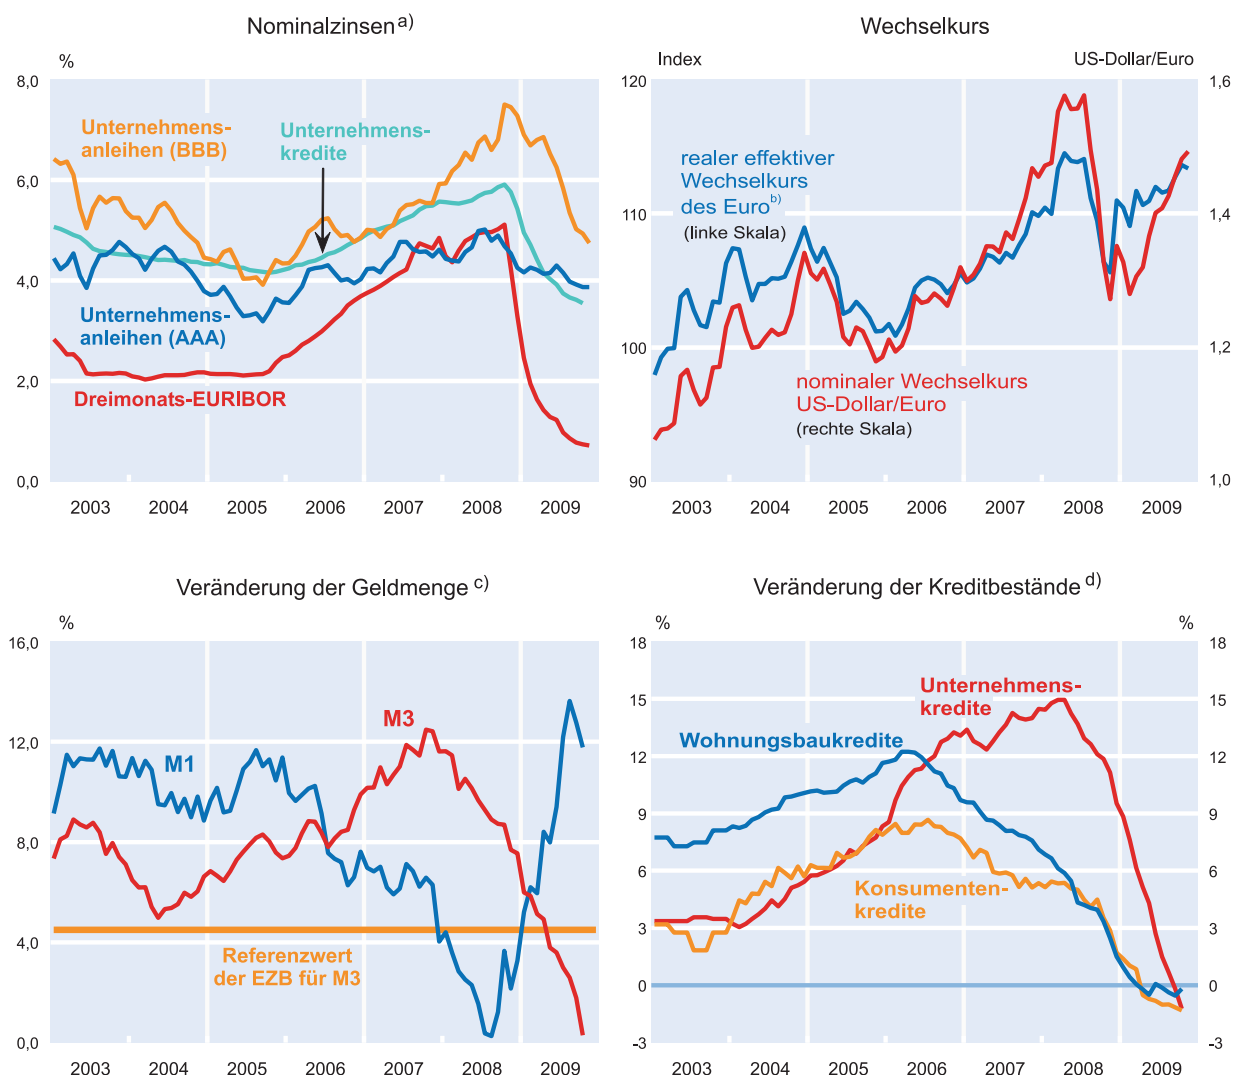 Nominalzinsen a)
%
8,0
6,0
4,0
2,0
0,0
Unternehmens-
anleihen (BBB)
Unternehmens-
kredite
Unternehmens-
anleihen (AAA)
Dreimonats-EURIBOR
2003 2004 2005 2006 2007 2008 2009
Wechselkurs
Index
US-Dollar/Euro
120
110
100
90
1,6
1,4
1,2
1,0
realer effektiver
Wechselkurs
des Euro b)
(linke Skala)
nominaler Wechselkurs
US-Dollar/Euro
(rechte Skala)
2003 2004 2005 2006 2007 2008 2009
Veränderung der Geldmenge c)
%
16,0
12,0
8,0
4,0
0,0
M1
M3
Referenzwert
der EZB für M3
2003 2004 2005 2006 2007 2008 2009
Veränderung der Kreditbestände d)
%
%
18
15
12
9
6
3
0
-3
18
15
12
9
6
3
0
-3
Unternehmens-
kredite
Wohnungsbaukredite
Konsumenten-
kredite
2003 2004 2005 2006 2007 2008 2009